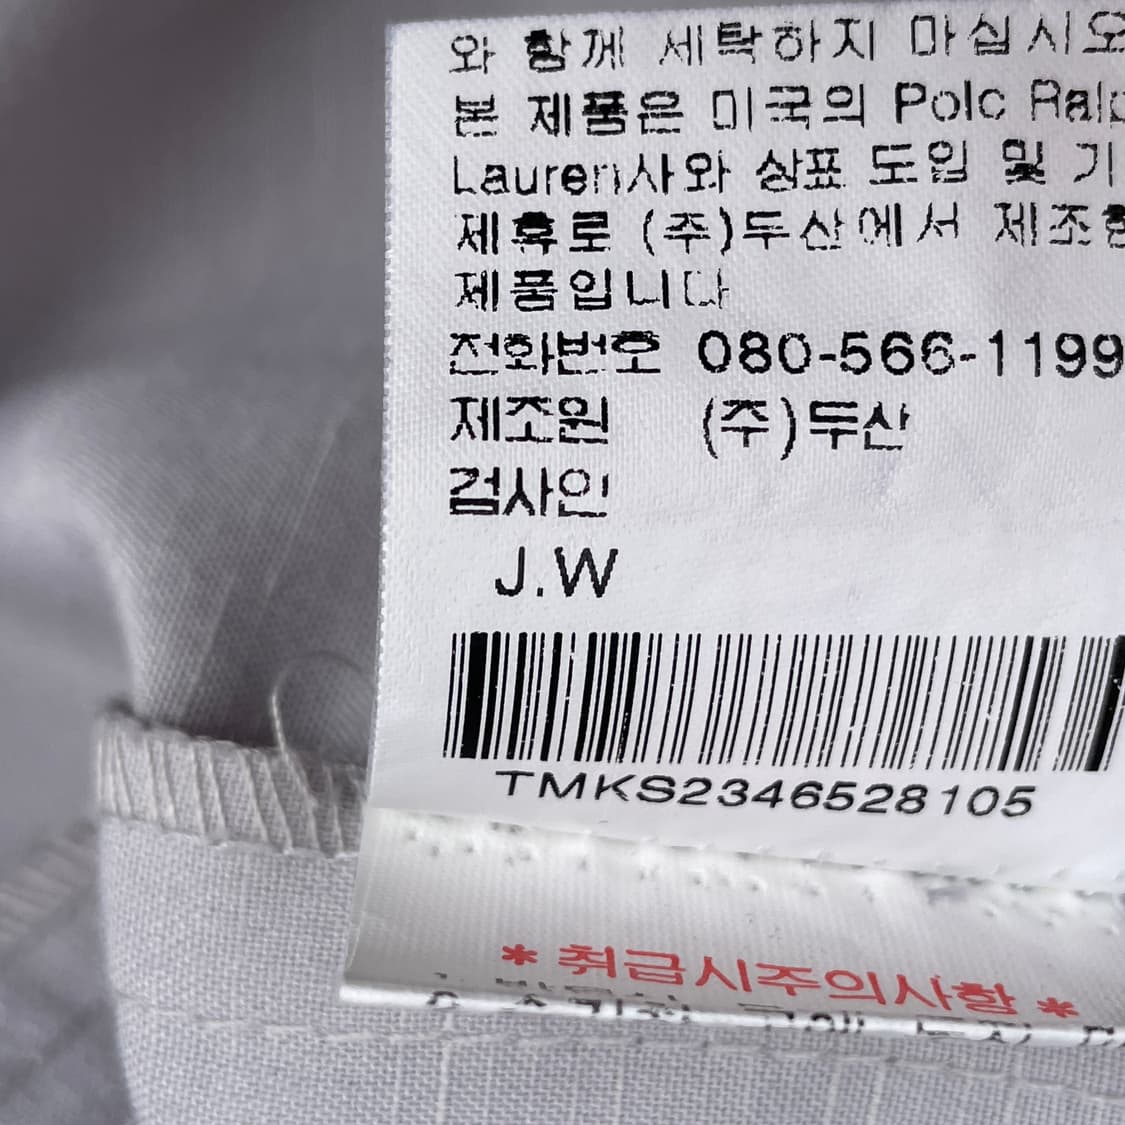 와 함께 세탁하지 마십시오
본 제품은 미국의 Polo Ralp
Lauren사와 상표 도입 및 기
제휴로 (주)두산에서 제조한
제품입니다
전화번호 080-566-1199
제조원 (주)두산
검사인
J.W
TMKS2346528105
* 취급시주의사항 *